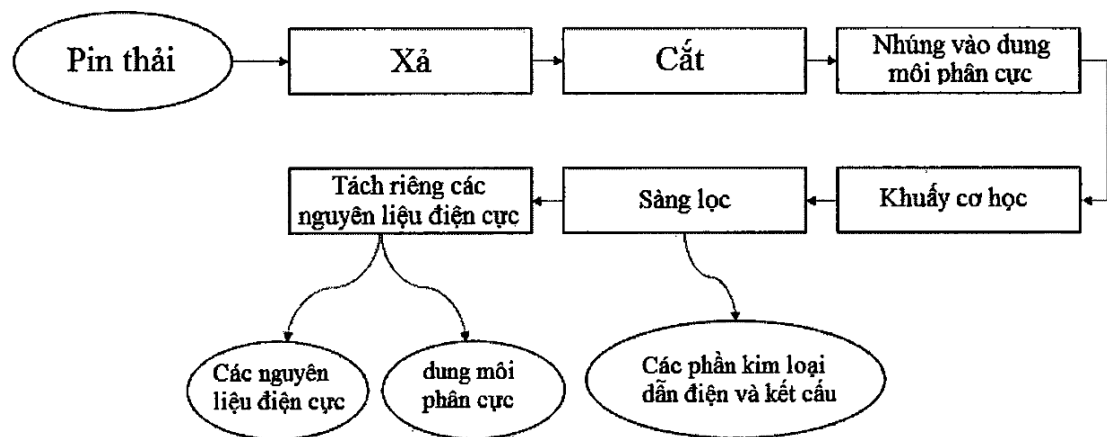 Pin thải
Xả
Cắt
Nhúng vào dung
môi phân cực
Khuấy cơ học
Sàng lọc
Tách riêng các
nguyên liệu điện cực
Các nguyên
liệu điện cực
dung môi
phân cực
Các phần kim loại
dẫn điện và kết cấu